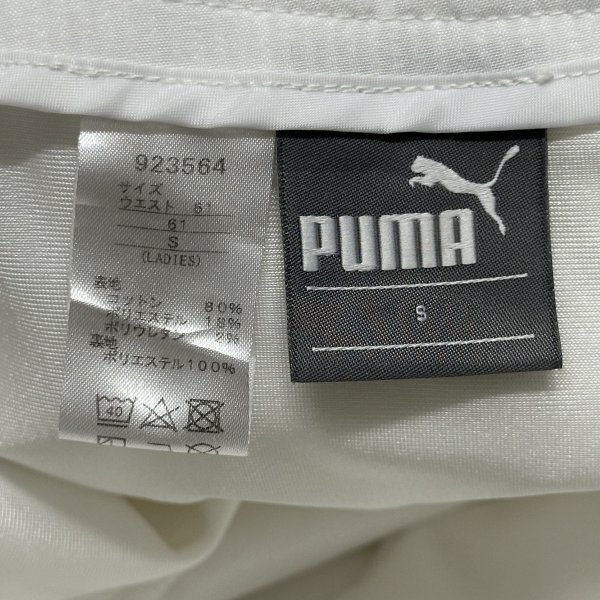 923564
サイズ
ウエスト 61
61
S
(LADIES)
表地
コットン 80%
ポリエステル 18%
ポリウレタン 2%
裏地
ポリエステル100%
40
PUMA
S